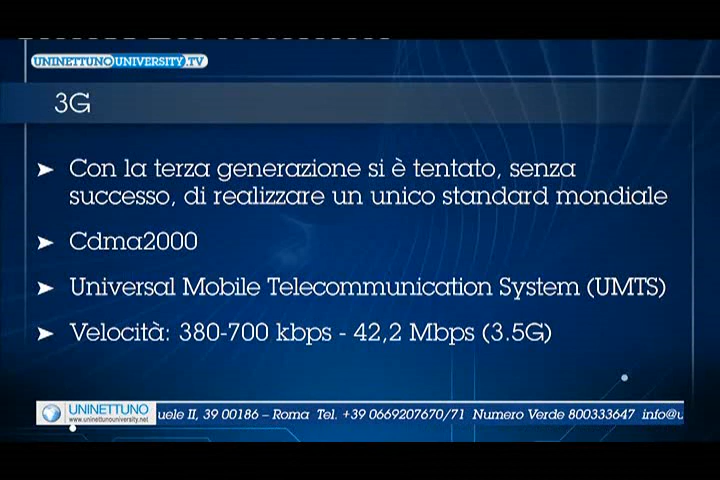 UNINETTUNOUNIVERSITY.TV
3G
Con la terza generazione si è tentato, senza
successo, di realizzare un unico standard mondiale
Cdma2000
Universal Mobile Telecommunication System (UMTS)
Velocità: 380-700 kbps - 42,2 Mbps (3.5G)
UNINETTUNO
www.uninettunouniversity.net
uele II, 39 00186 – Roma Tel. +39 0669207670/71 Numero Verde 800333647 info@u